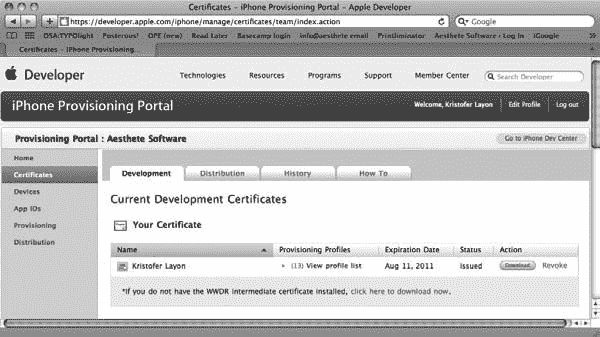 Certificates – iPhone Provisioning Portal – Apple Developer
https://developer.apple.com/iphone/manage/certificates/team/index.action
Google
OSA:TYPOlight Posterous! OPE (new) Read Later Basecamp login info@aesthete email Printliminator Aesthete Software • Log In iGoogle
Certificates – iPhone Provisioning...
Developer Technologies Resources Programs Support Member Center Search Developer
iPhone Provisioning Portal Welcome, Kristofer Layon Edit Profile Log out
Provisioning Portal : Aesthete Software Go to iPhone Dev Center
Home
Certificates
Devices
App IDs
Provisioning
Distribution
Development Distribution History How To
Current Development Certificates
Your Certificate
Name Provisioning Profiles Expiration Date Status Action
Kristofer Layon (13) View profile list Aug 11, 2011 Issued Download Revoke
*If you do not have the WWDR intermediate certificate installed, click here to download now.